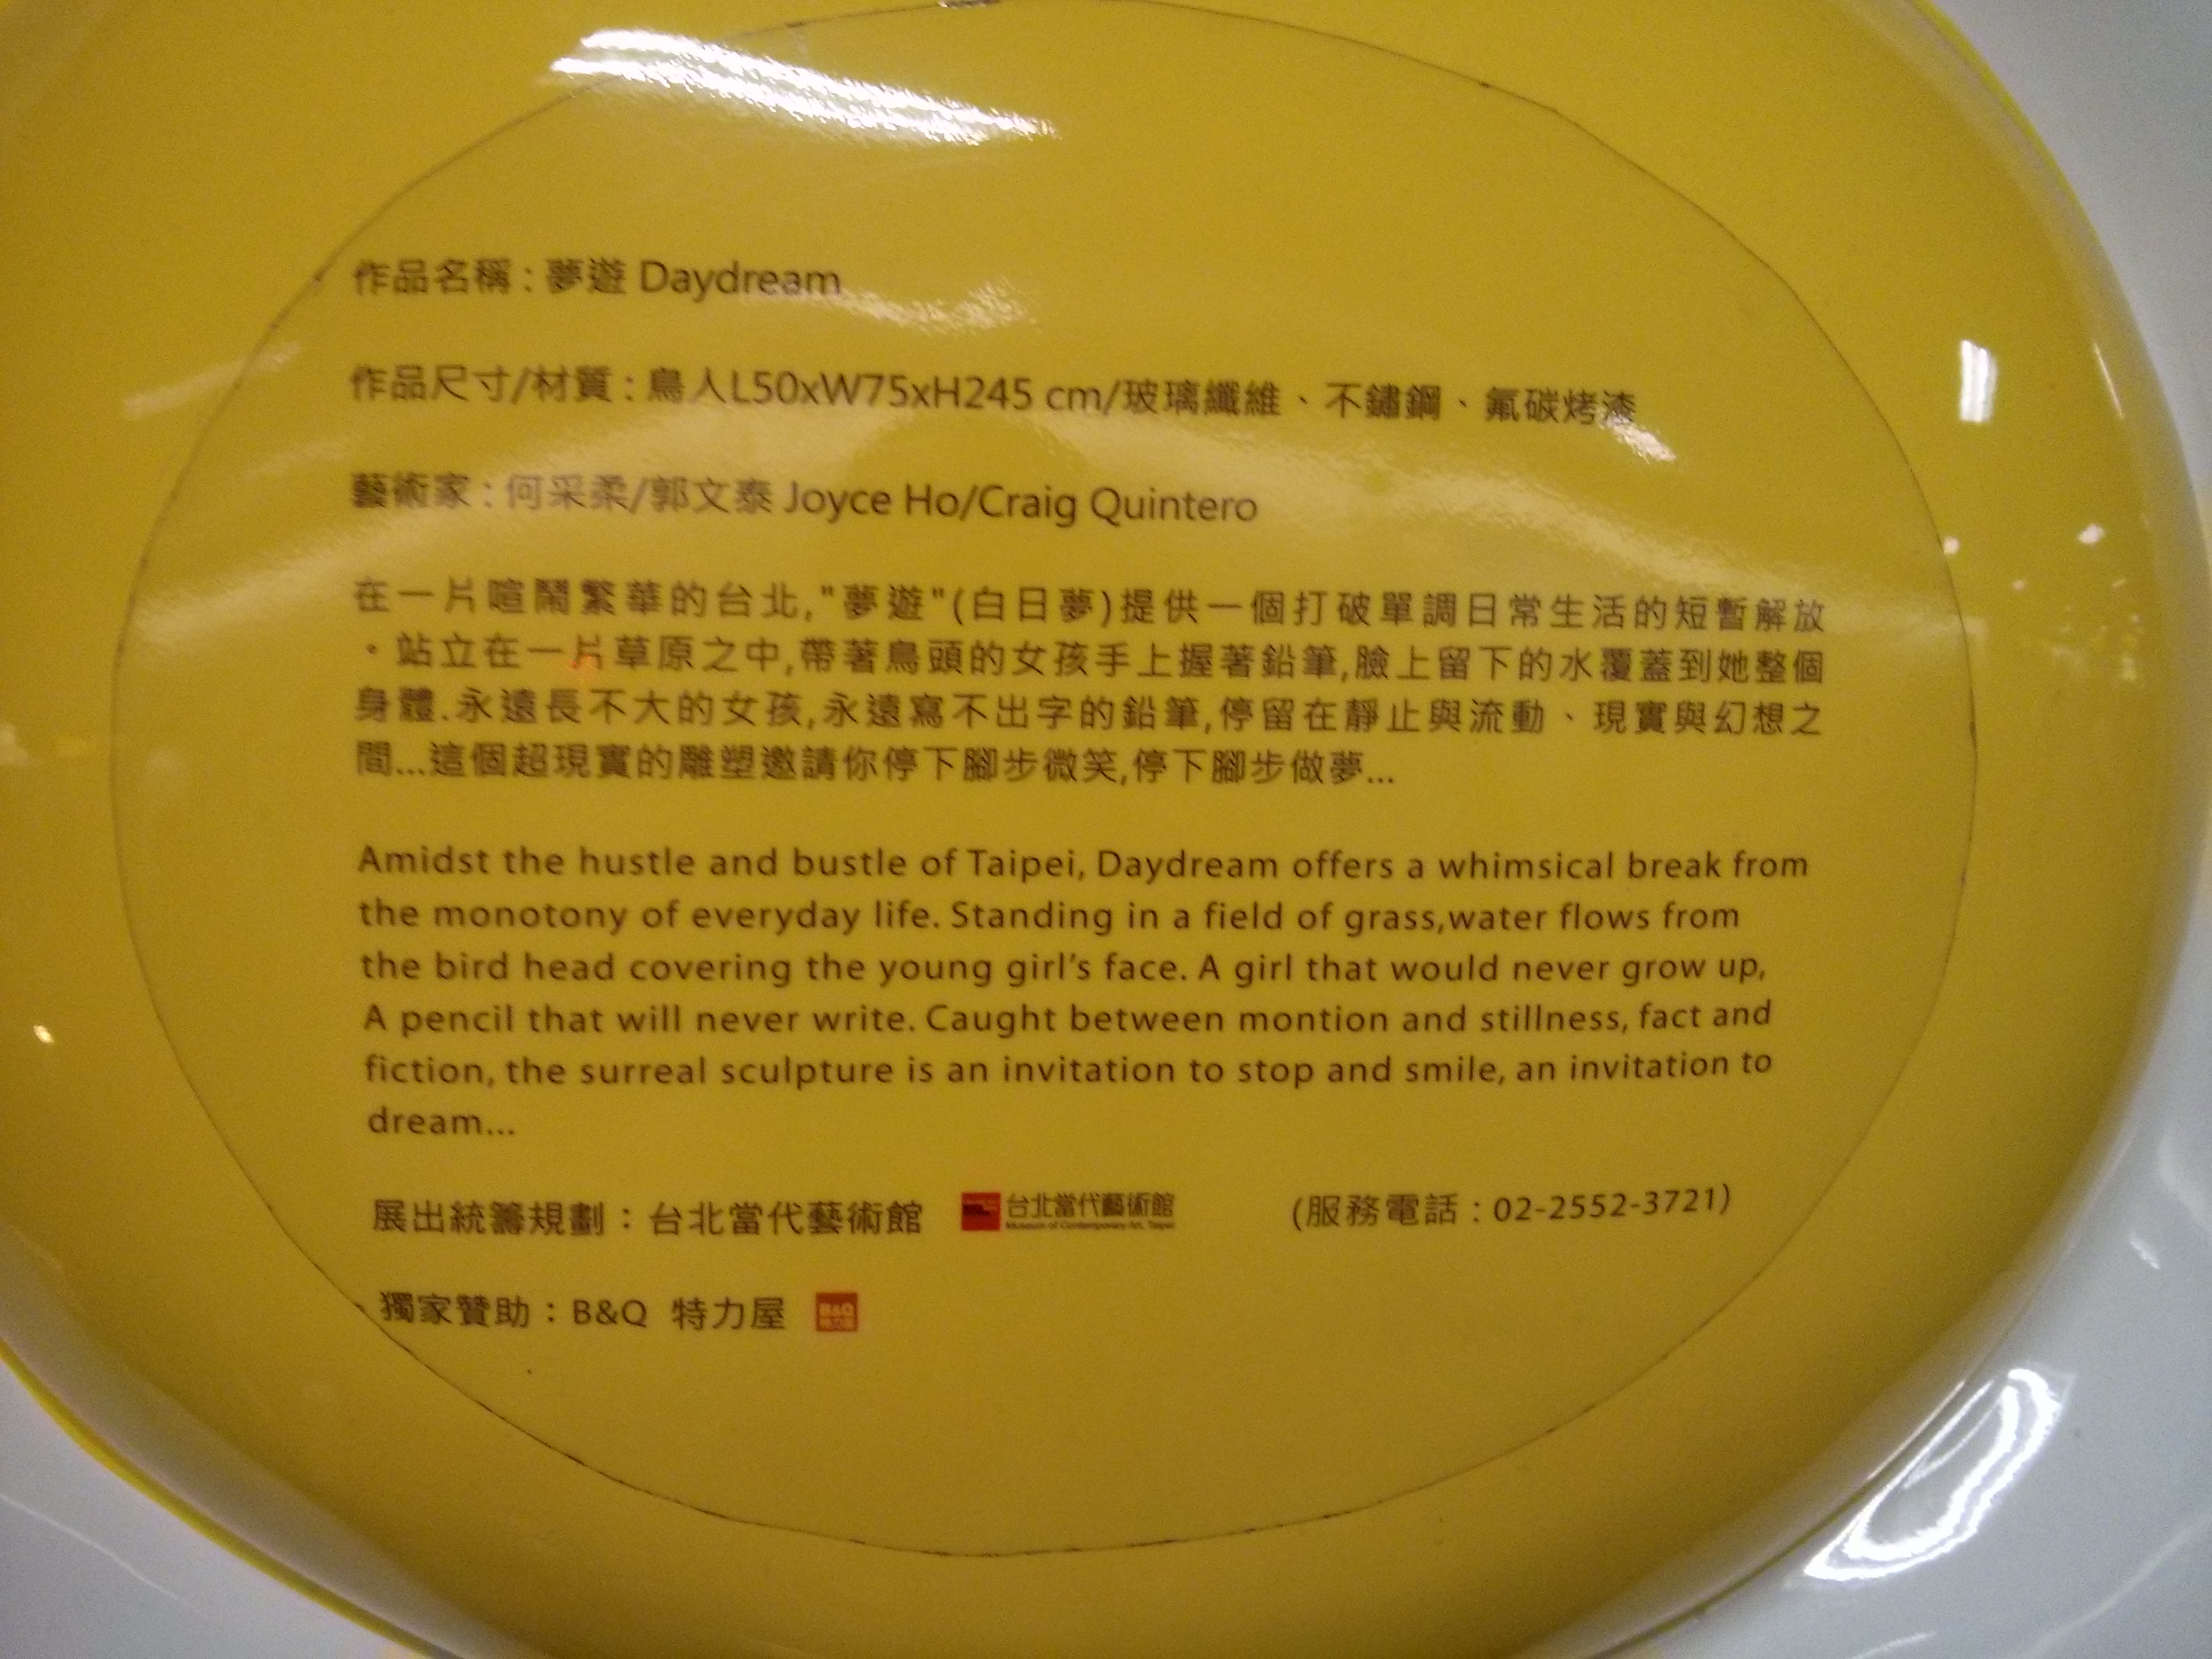 作品名稱 : 夢遊 Daydream
作品尺寸/材質 : 鳥人L50xW75xH245 cm/玻璃纖維、不鏽鋼、氟碳烤漆
藝術家 : 何采柔/郭文泰 Joyce Ho/Craig Quintero
在一片喧鬧繁華的台北,"夢遊"(白日夢)提供一個打破單調日常生活的短暫解放
。站立在一片草原之中,帶著鳥頭的女孩手上握著鉛筆,臉上留下的水覆蓋到她整個
身體.永遠長不大的女孩,永遠寫不出字的鉛筆,停留在靜止與流動、現實與幻想之
間...這個超現實的雕塑邀請你停下腳步微笑,停下腳步做夢...
Amidst the hustle and bustle of Taipei, Daydream offers a whimsical break from
the monotony of everyday life. Standing in a field of grass,water flows from
the bird head covering the young girl's face. A girl that would never grow up,
A pencil that will never write. Caught between montion and stillness, fact and
fiction, the surreal sculpture is an invitation to stop and smile, an invitation to
dream...
展出統籌規劃：台北當代藝術館 台北當代藝術館 (服務電話 : 02-2552-3721)
Museum of Contemporary Art, Taipei
獨家贊助：B&Q 特力屋 B&Q